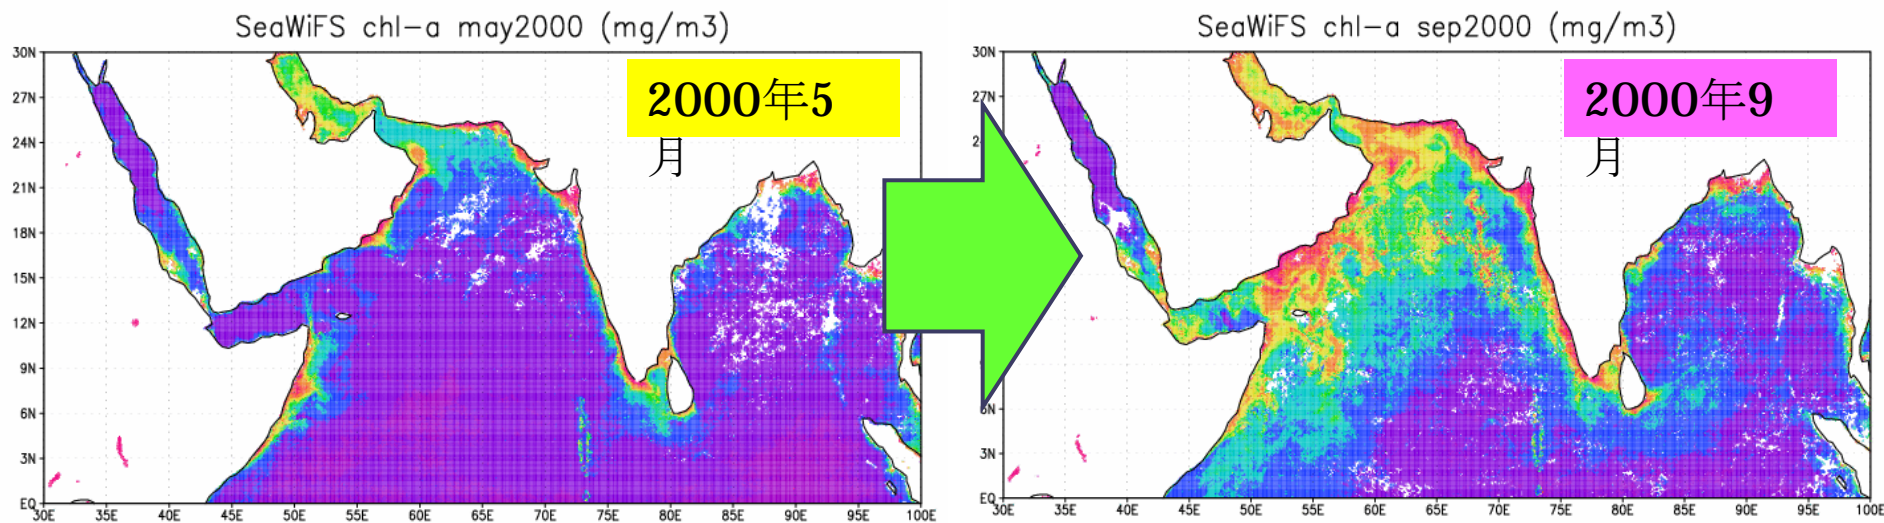 SeaWiFS chl-a may2000 (mg/m3)
2000年5
月
30N
27N
24N
21N
18N
15N
12N
9N
6N
3N
EQ
30E 35E 40E 45E 50E 55E 60E 65E 70E 75E 80E 85E 90E 95E 100E
SeaWiFS chl-a sep2000 (mg/m3)
2000年9
月
30N
27N
2
6N
3N
EQ
30E 35E 40E 45E 50E 55E 60E 65E 70E 75E 80E 85E 90E 95E 100E